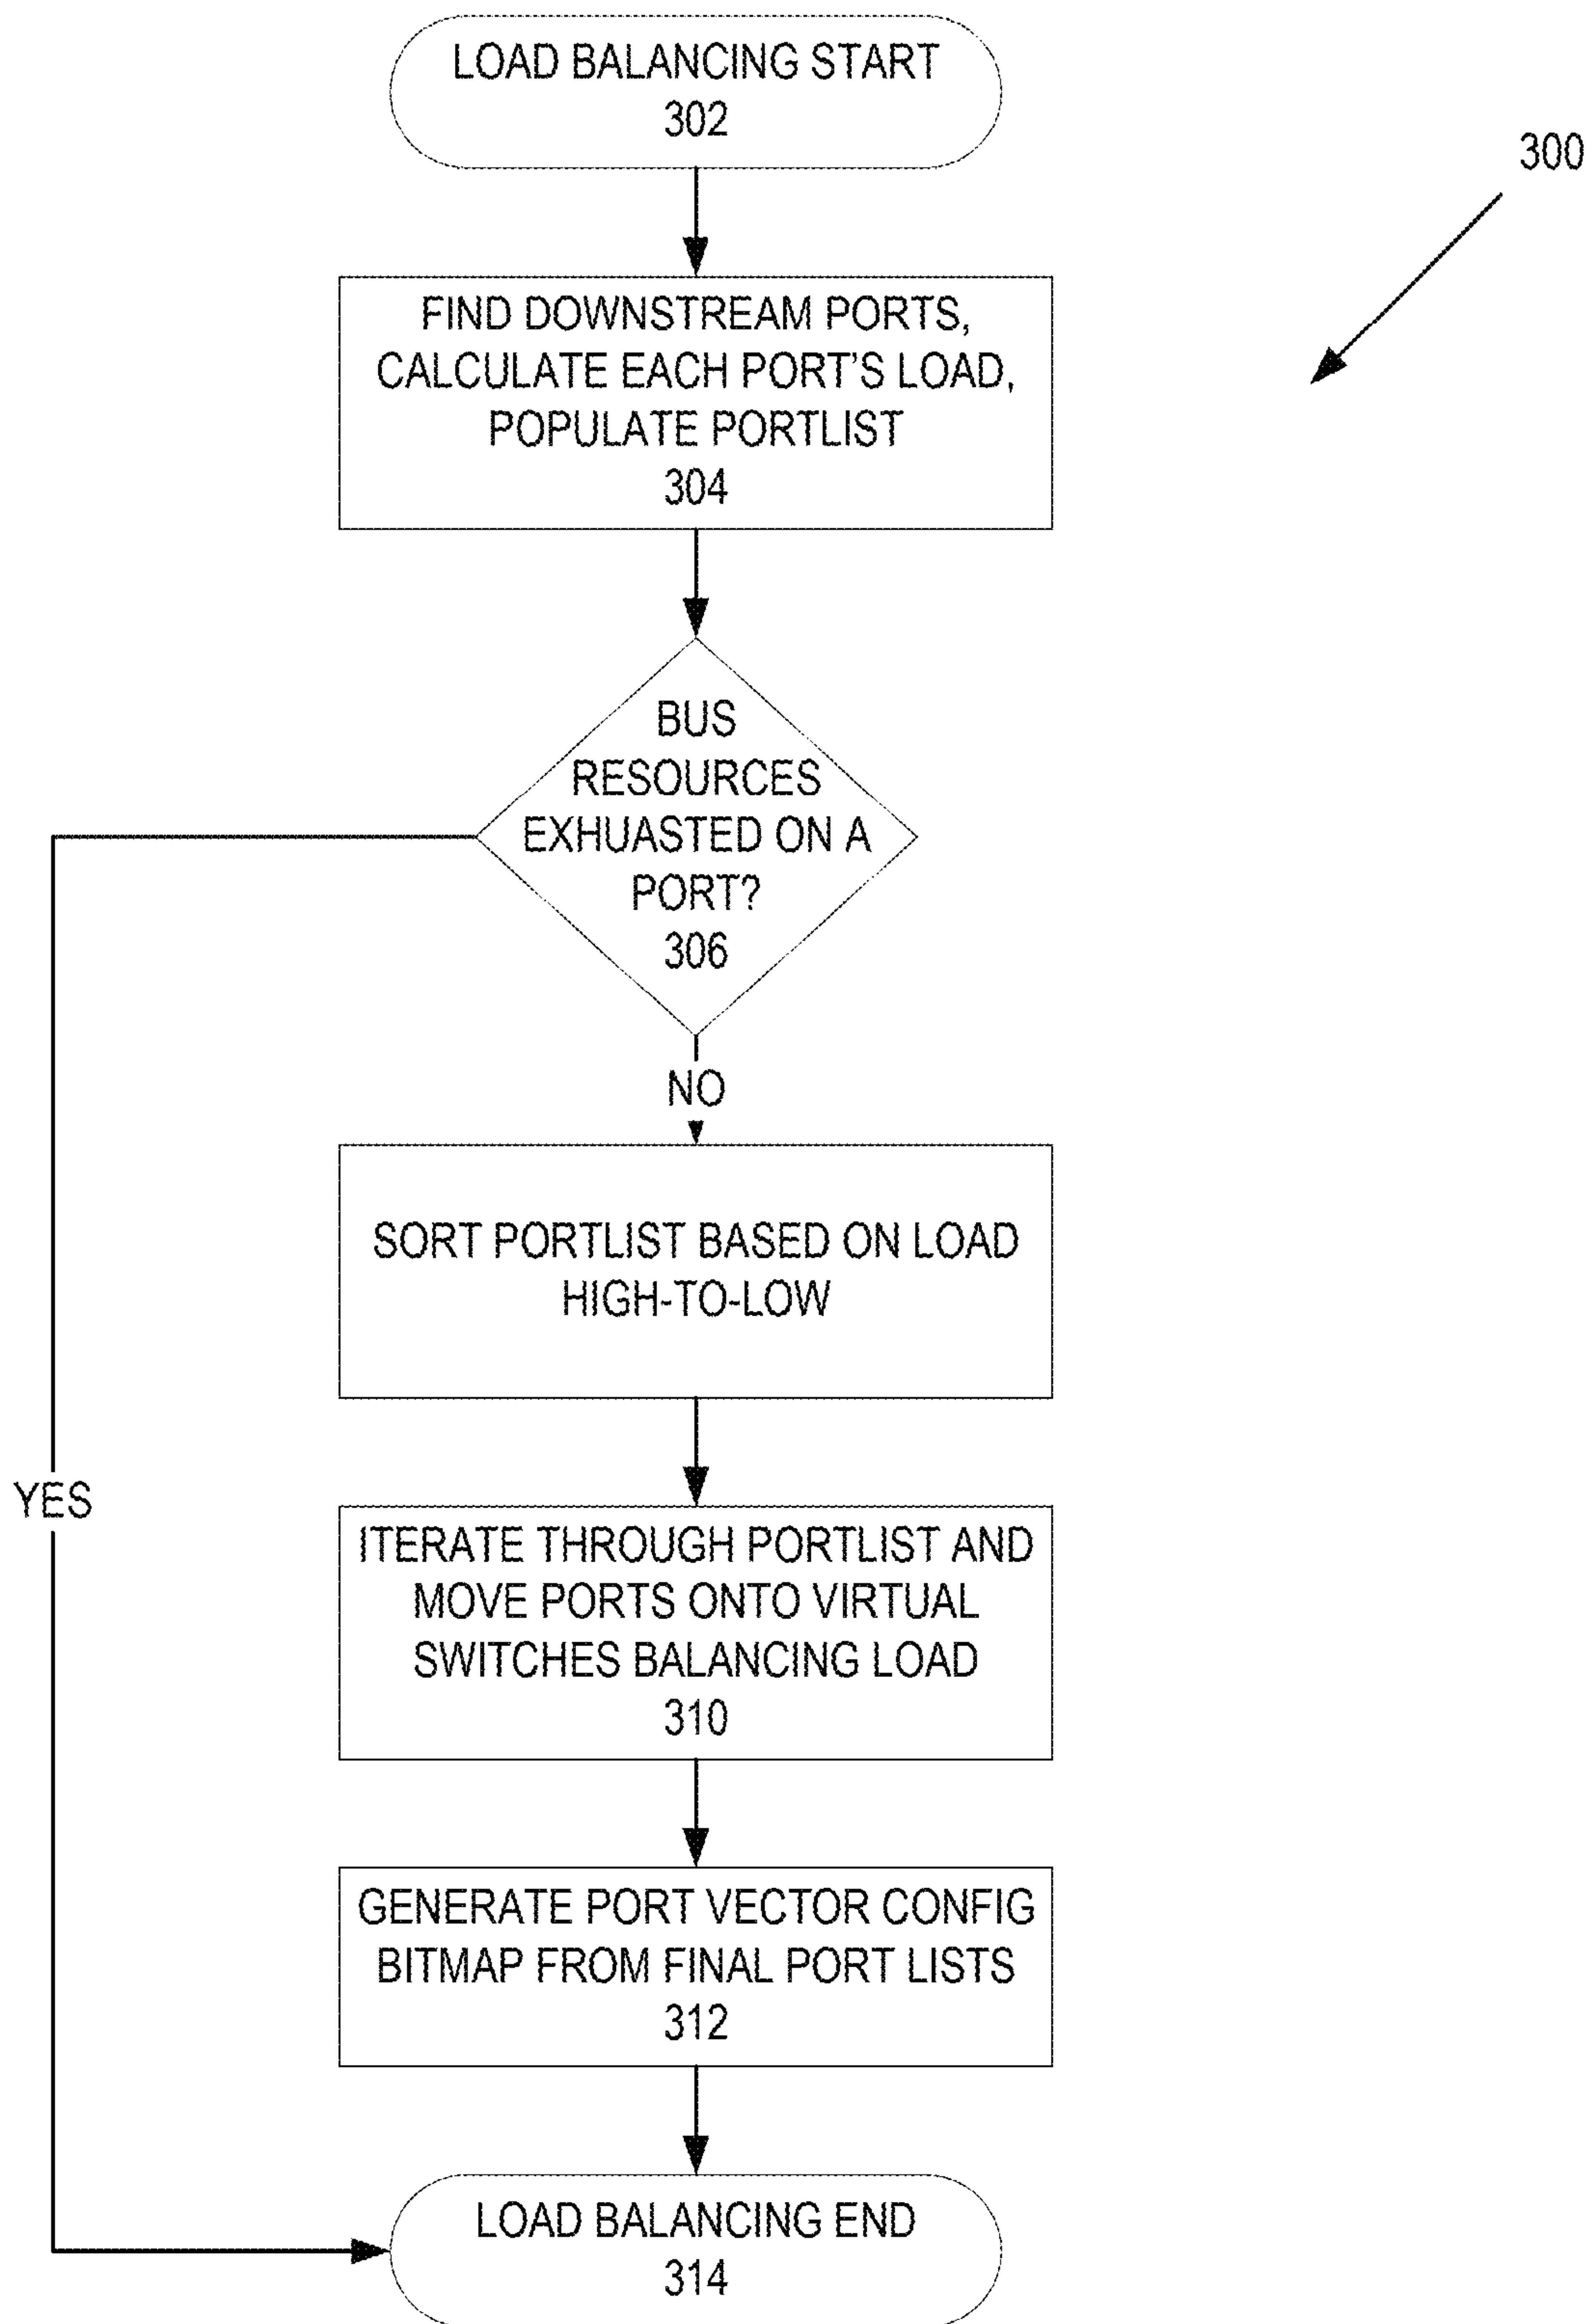 LOAD BALANCING START
302
300
FIND DOWNSTREAM PORTS,
CALCULATE EACH PORT'S LOAD,
POPULATE PORTLIST
304
BUS
RESOURCES
EXHUASTED ON A
PORT?
306
NO
SORT PORTLIST BASED ON LOAD
HIGH-TO-LOW
YES
ITERATE THROUGH PORTLIST AND
MOVE PORTS ONTO VIRTUAL
SWITCHES BALANCING LOAD
310
GENERATE PORT VECTOR CONFIG
BITMAP FROM FINAL PORT LISTS
312
LOAD BALANCING END
314